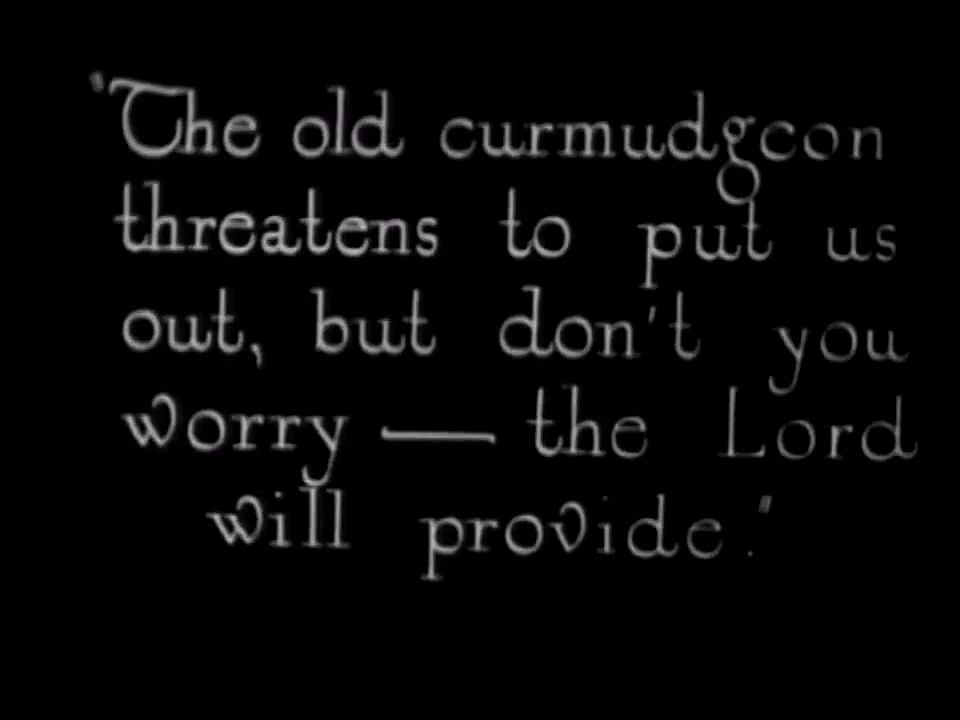 "The old curmudgeon
threatens to put us
out, but don't you
worry — the Lord
will provide."